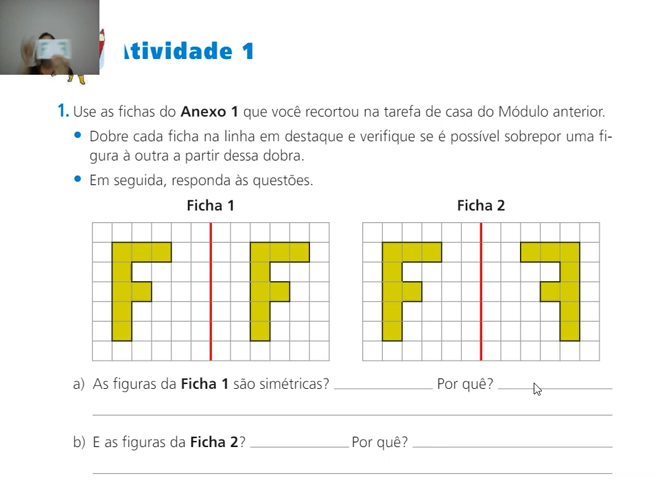 Atividade 1
1. Use as fichas do Anexo 1 que você recortou na tarefa de casa do Módulo anterior.
• Dobre cada ficha na linha em destaque e verifique se é possível sobrepor uma fi-
gura à outra a partir dessa dobra.
• Em seguida, responda às questões.
Ficha 1 Ficha 2
a) As figuras da Ficha 1 são simétricas? Por quê?
b) E as figuras da Ficha 2? Por quê?